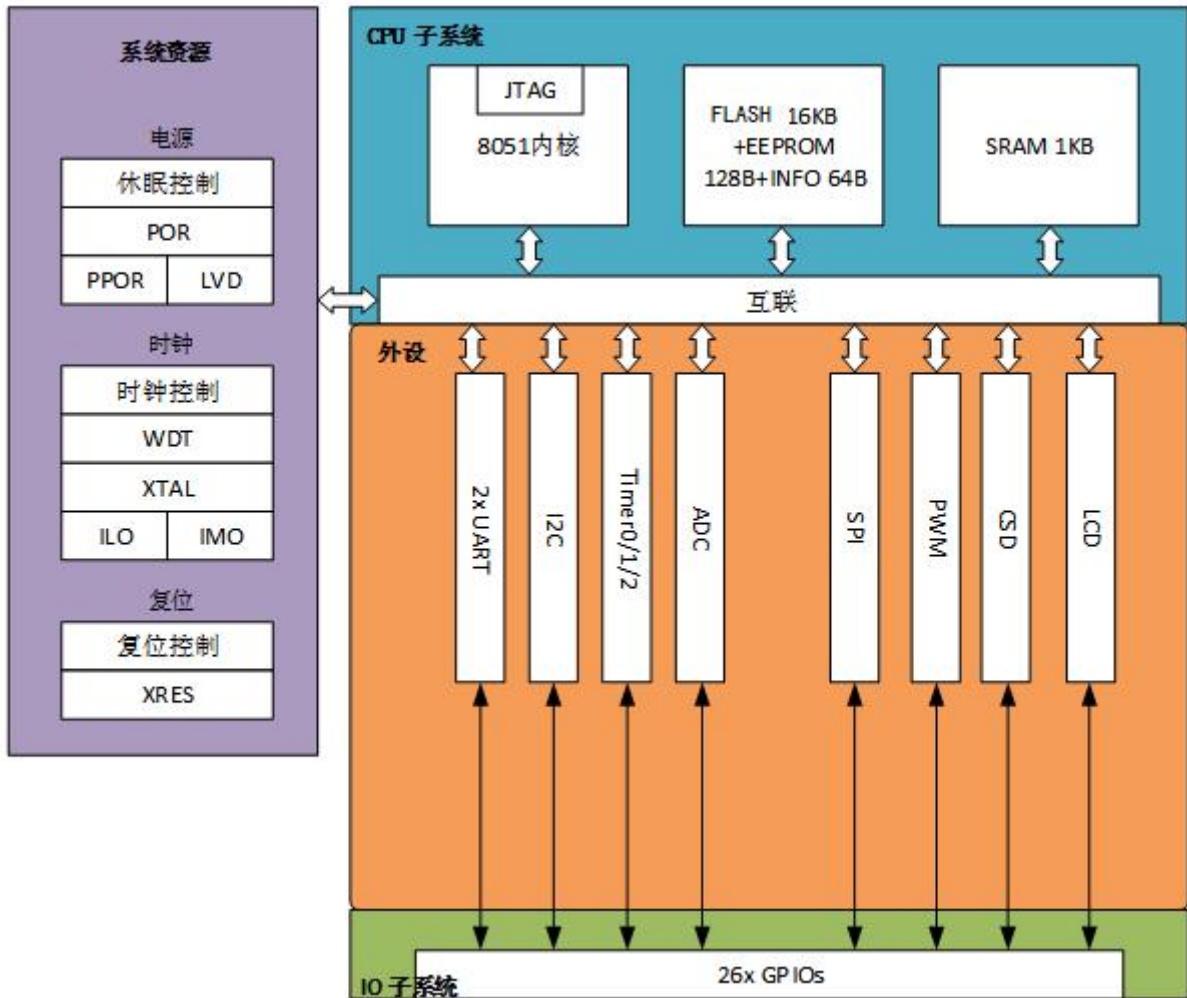 系统资源
电源
休眠控制
POR
PPOR LVD
时钟
时钟控制
WDT
XTAL
ILO IMO
复位
复位控制
XRES
CPU 子系统
JTAG
8051内核
FLASH 16KB
+EEPROM
128B+INFO 64B
SRAM 1KB
互联
外设
2xUART
I2C
Timer0/1/2
ADC
SPI
PWM
CSD
LCD
IO 子系统
26x GPIOs